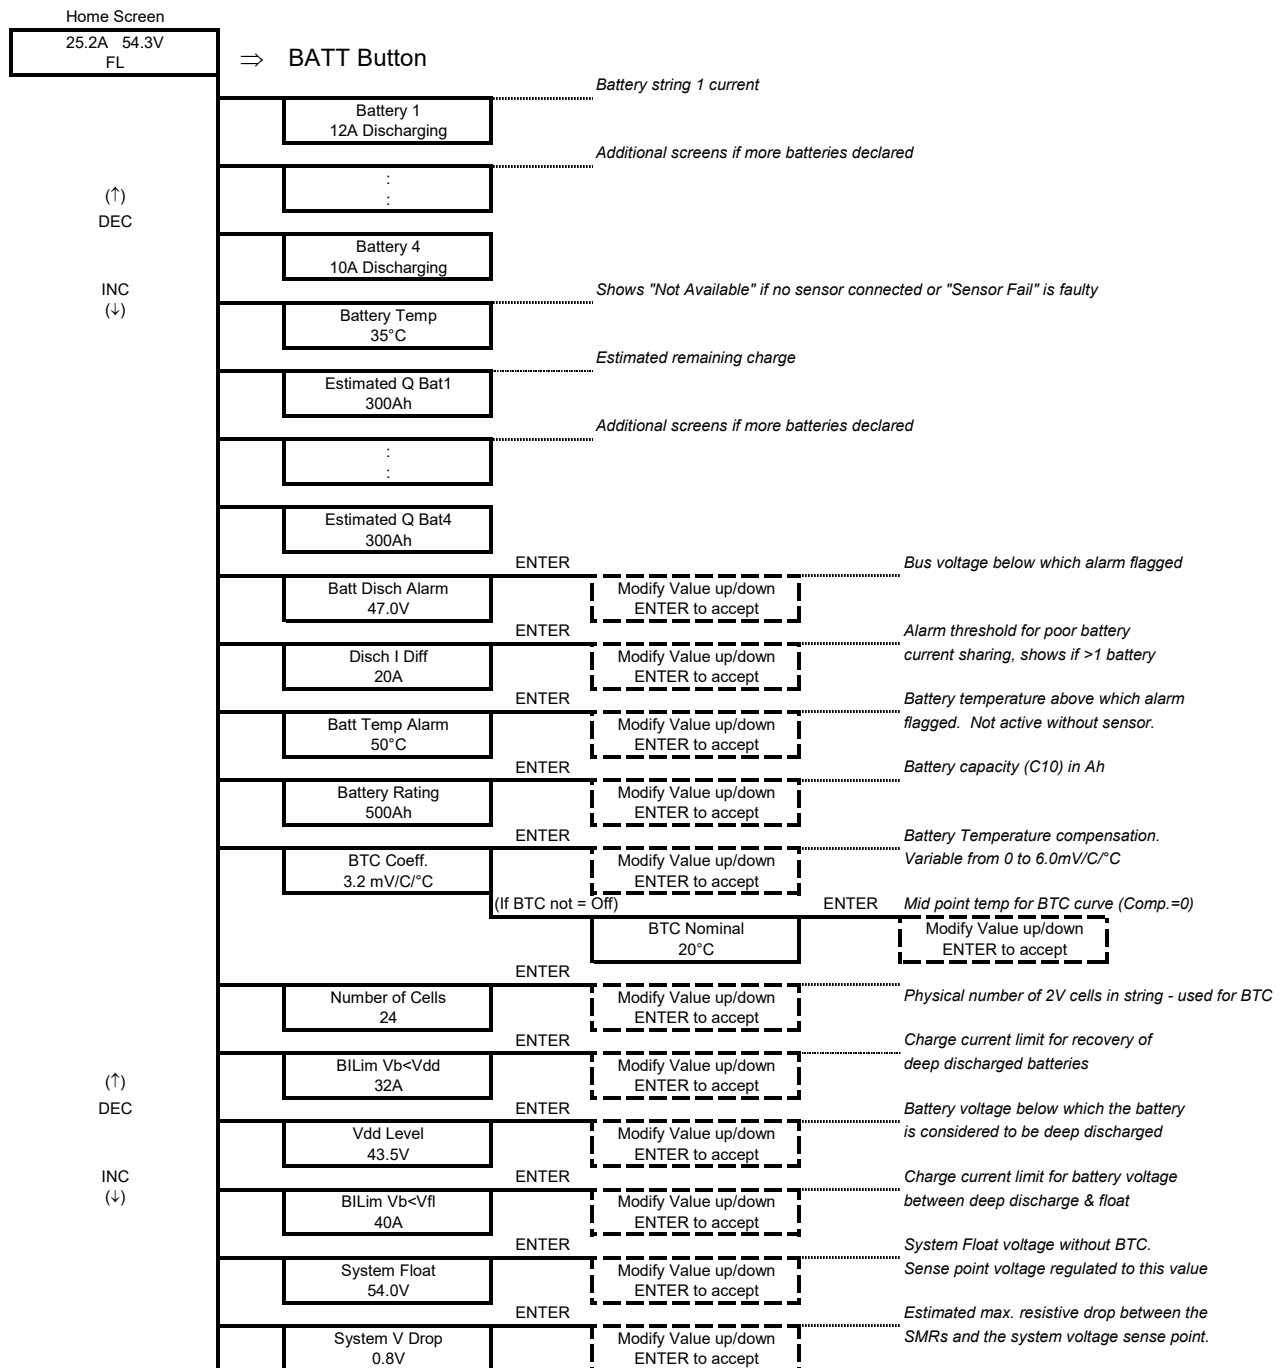 Home Screen
25.2A 54.3V
FL
⇒ BATT Button
Battery string 1 current
Battery 1
12A Discharging
Additional screens if more batteries declared
:
:
(↑)
DEC
Battery 4
10A Discharging
INC
(↓)
Shows "Not Available" if no sensor connected or "Sensor Fail" is faulty
Battery Temp
35°C
Estimated remaining charge
Estimated Q Bat1
300Ah
Additional screens if more batteries declared
:
:
Estimated Q Bat4
300Ah
ENTER
Bus voltage below which alarm flagged
Batt Disch Alarm
47.0V
Modify Value up/down
ENTER to accept
ENTER
Alarm threshold for poor battery
current sharing, shows if >1 battery
Disch I Diff
20A
Modify Value up/down
ENTER to accept
ENTER
Battery temperature above which alarm
flagged. Not active without sensor.
Batt Temp Alarm
50°C
Modify Value up/down
ENTER to accept
ENTER
Battery capacity (C10) in Ah
Battery Rating
500Ah
Modify Value up/down
ENTER to accept
ENTER
Battery Temperature compensation.
Variable from 0 to 6.0mV/C/°C
BTC Coeff.
3.2 mV/C/°C
Modify Value up/down
ENTER to accept
(If BTC not = Off)
ENTER
Mid point temp for BTC curve (Comp.=0)
BTC Nominal
20°C
Modify Value up/down
ENTER to accept
ENTER
Physical number of 2V cells in string - used for BTC
Number of Cells
24
Modify Value up/down
ENTER to accept
ENTER
Charge current limit for recovery of
deep discharged batteries
BILim Vb<Vdd
32A
Modify Value up/down
ENTER to accept
(↑)
DEC
ENTER
Battery voltage below which the battery
is considered to be deep discharged
Vdd Level
43.5V
Modify Value up/down
ENTER to accept
INC
(↓)
ENTER
Charge current limit for battery voltage
between deep discharge & float
BILim Vb<Vfl
40A
Modify Value up/down
ENTER to accept
ENTER
System Float voltage without BTC.
Sense point voltage regulated to this value
System Float
54.0V
Modify Value up/down
ENTER to accept
ENTER
Estimated max. resistive drop between the
SMRs and the system voltage sense point.
System V Drop
0.8V
Modify Value up/down
ENTER to accept